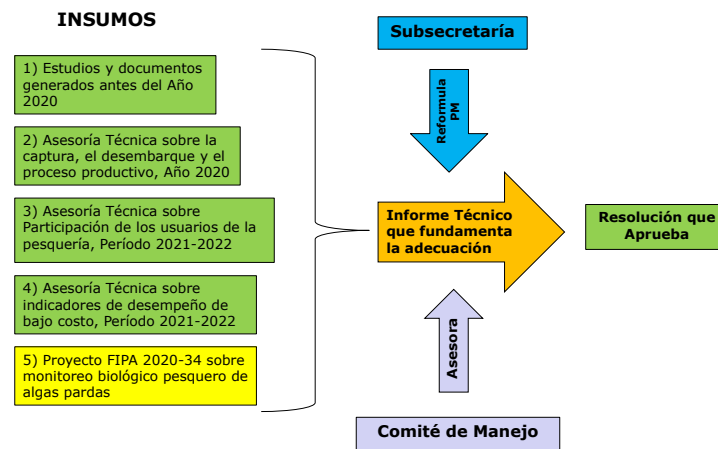 INSUMOS
1) Estudios y documentos
generados antes del Año
2020
2) Asesoría Técnica sobre la
captura, el desembarque y el
proceso productivo, Año 2020
3) Asesoría Técnica sobre
Participación de los usuarios de la
pesquería, Período 2021-2022
4) Asesoría Técnica sobre
indicadores de desempeño de
bajo costo, Período 2021-2022
5) Proyecto FIPA 2020-34 sobre
monitoreo biológico pesquero de
algas pardas
Subsecretaría
Reformula
PM
Informe Técnico
que fundamenta
la adecuación
Asesora
Comité de Manejo
Resolución que
Aprueba